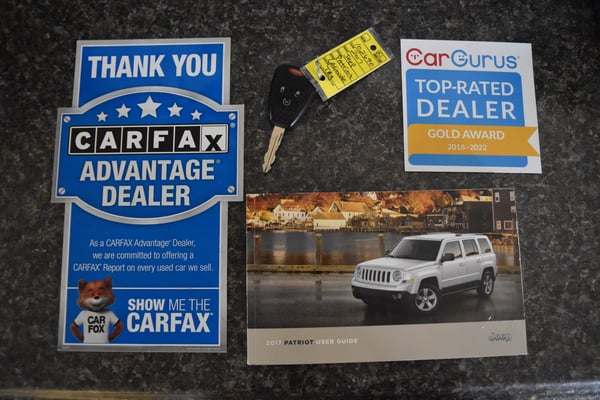 THANK YOU
CARFAX®
ADVANTAGE®
DEALER
As a CARFAX Advantage® Dealer,
we are committed to offering a
CARFAX® Report on every used car we sell.
CAR
FOX
SHOW ME THE
CARFAX®
CarGurus®
TOP-RATED
DEALER
GOLD AWARD
2018–2022
2017 PATRIOT USER GUIDE